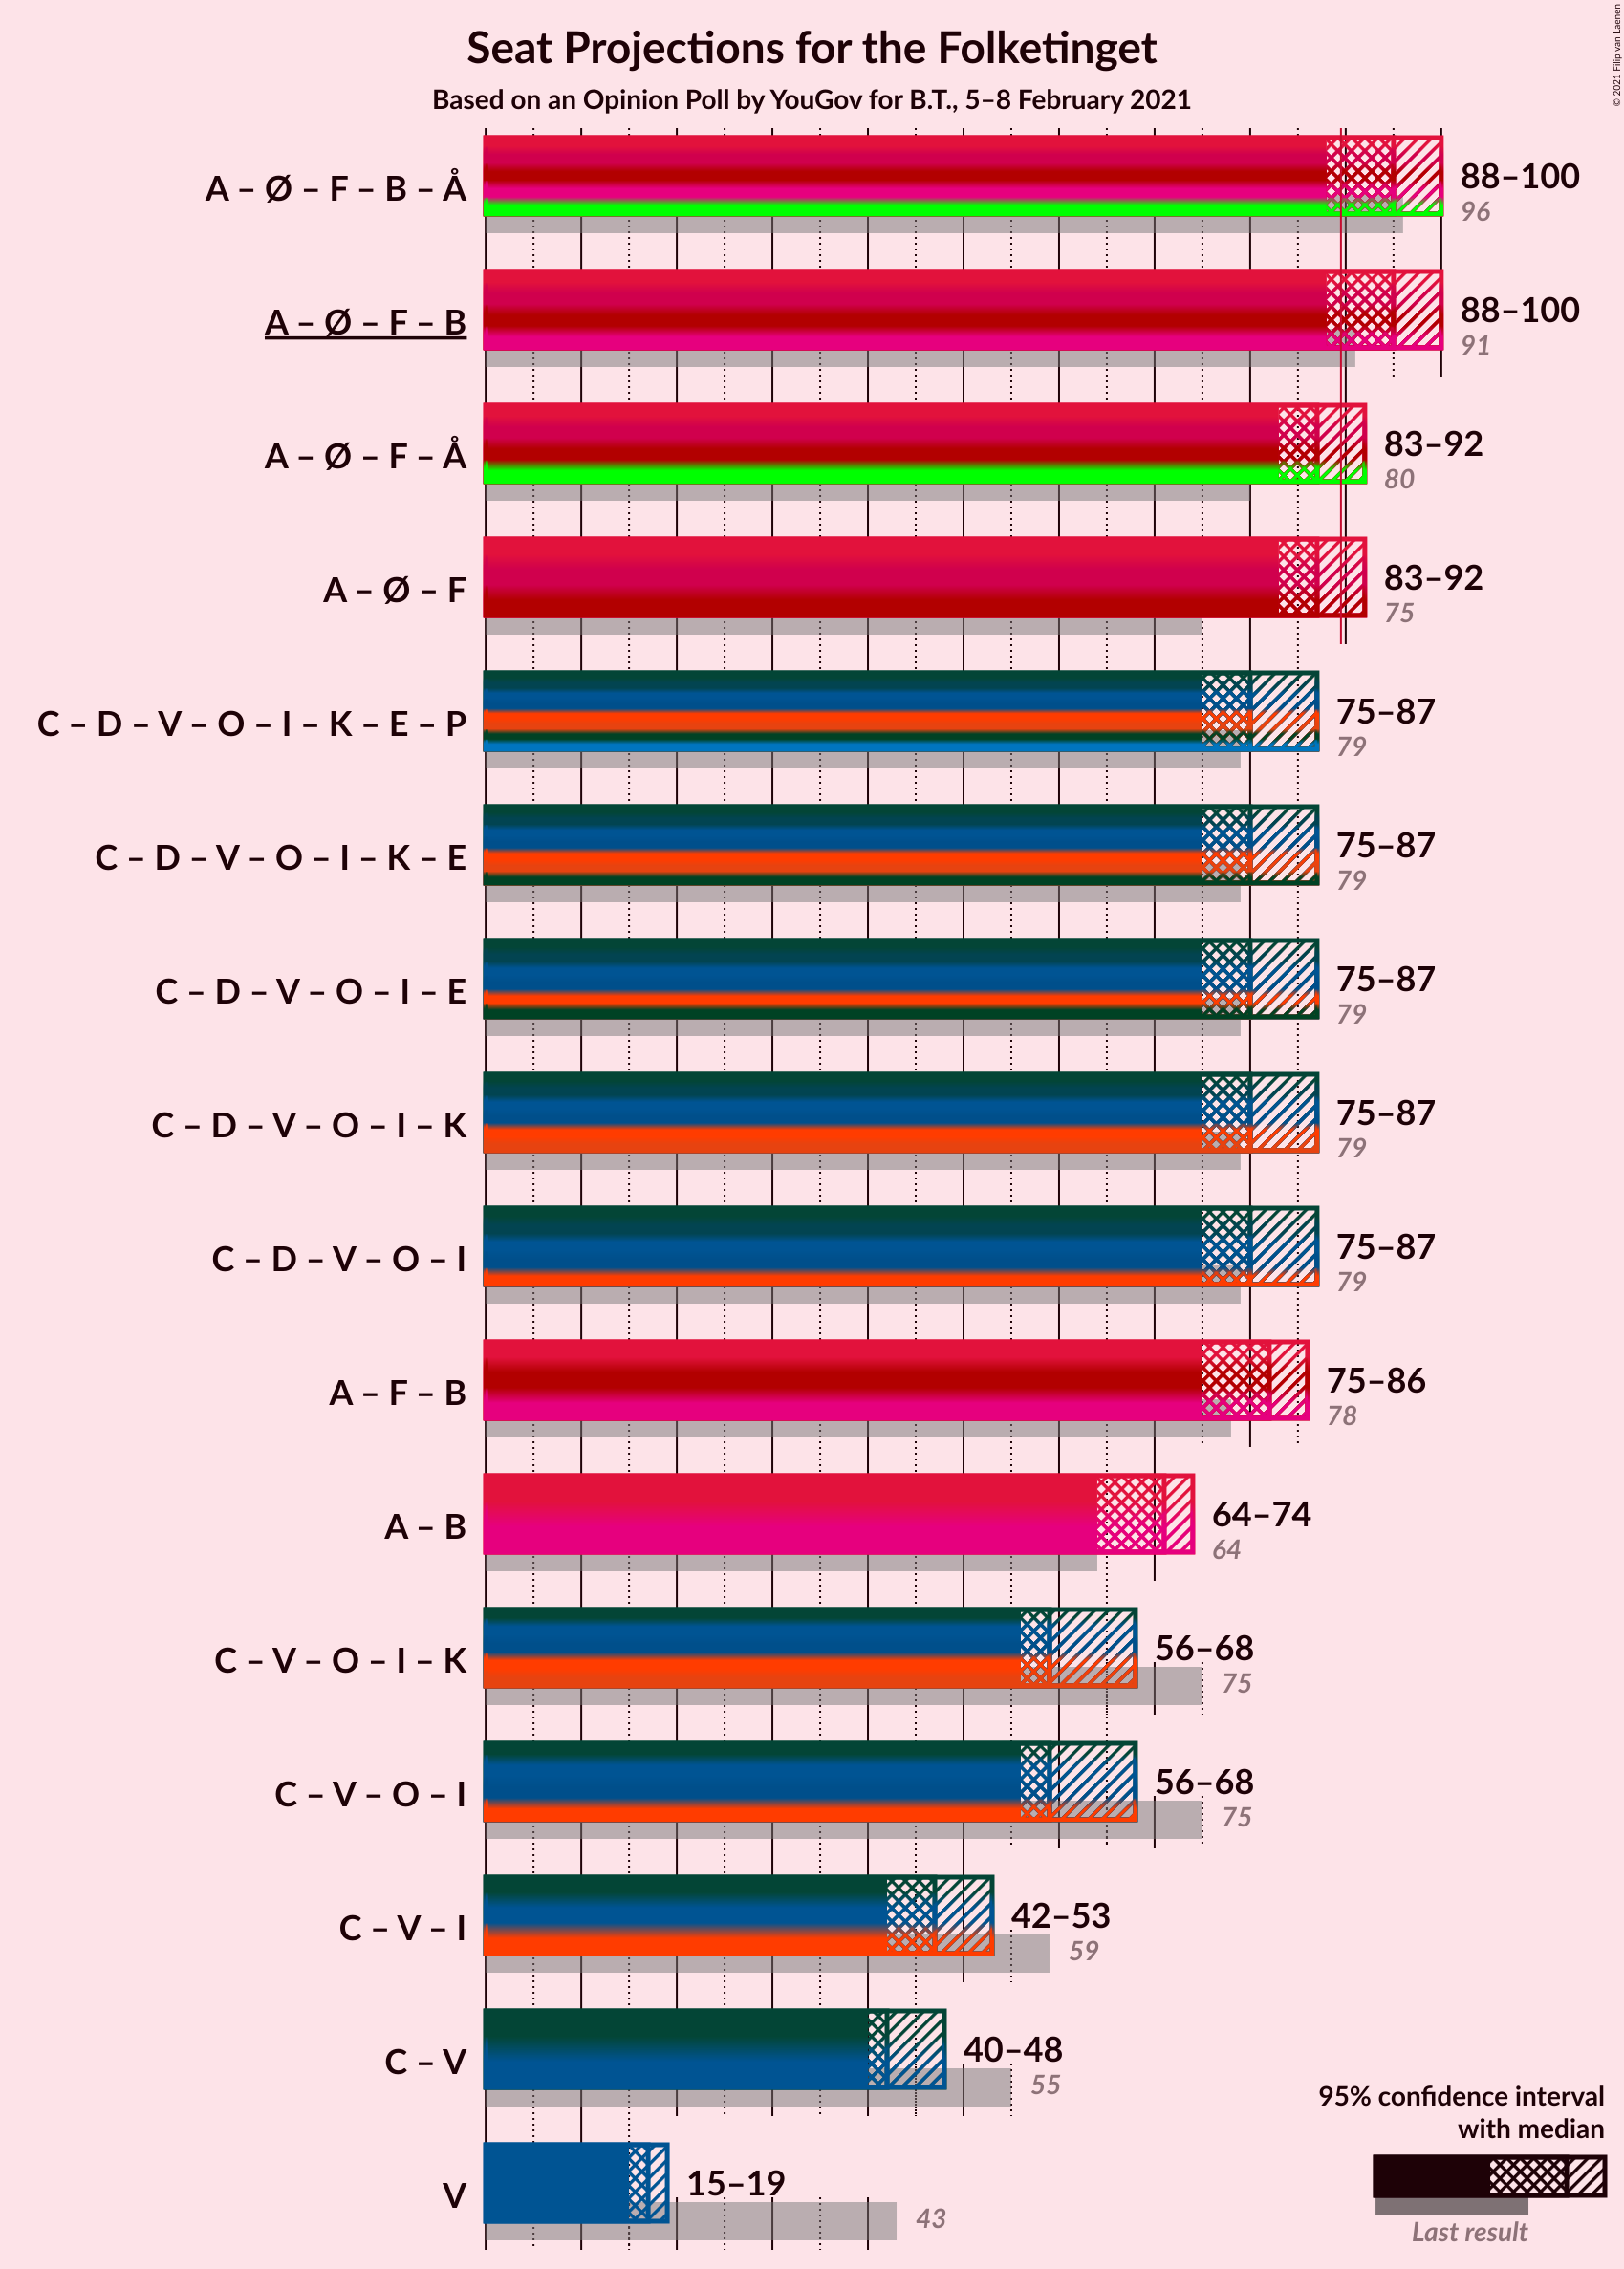 © 2021 Filip van Laenen
Seat Projections for the Folketinget
Based on an Opinion Poll by YouGov for B.T., 5–8 February 2021
A – Ø – F – B – Å
88–100
96
A – Ø – F – B
88–100
91
A – Ø – F – Å
83–92
80
A – Ø – F
83–92
75
C – D – V – O – I – K – E – P
75–87
79
C – D – V – O – I – K – E
75–87
79
C – D – V – O – I – E
75–87
79
C – D – V – O – I – K
75–87
79
C – D – V – O – I
75–87
79
A – F – B
75–86
78
A – B
64–74
64
C – V – O – I – K
56–68
75
C – V – O – I
56–68
75
C – V – I
42–53
59
C – V
40–48
55
V
15–19
43
95% confidence interval
with median
Last result